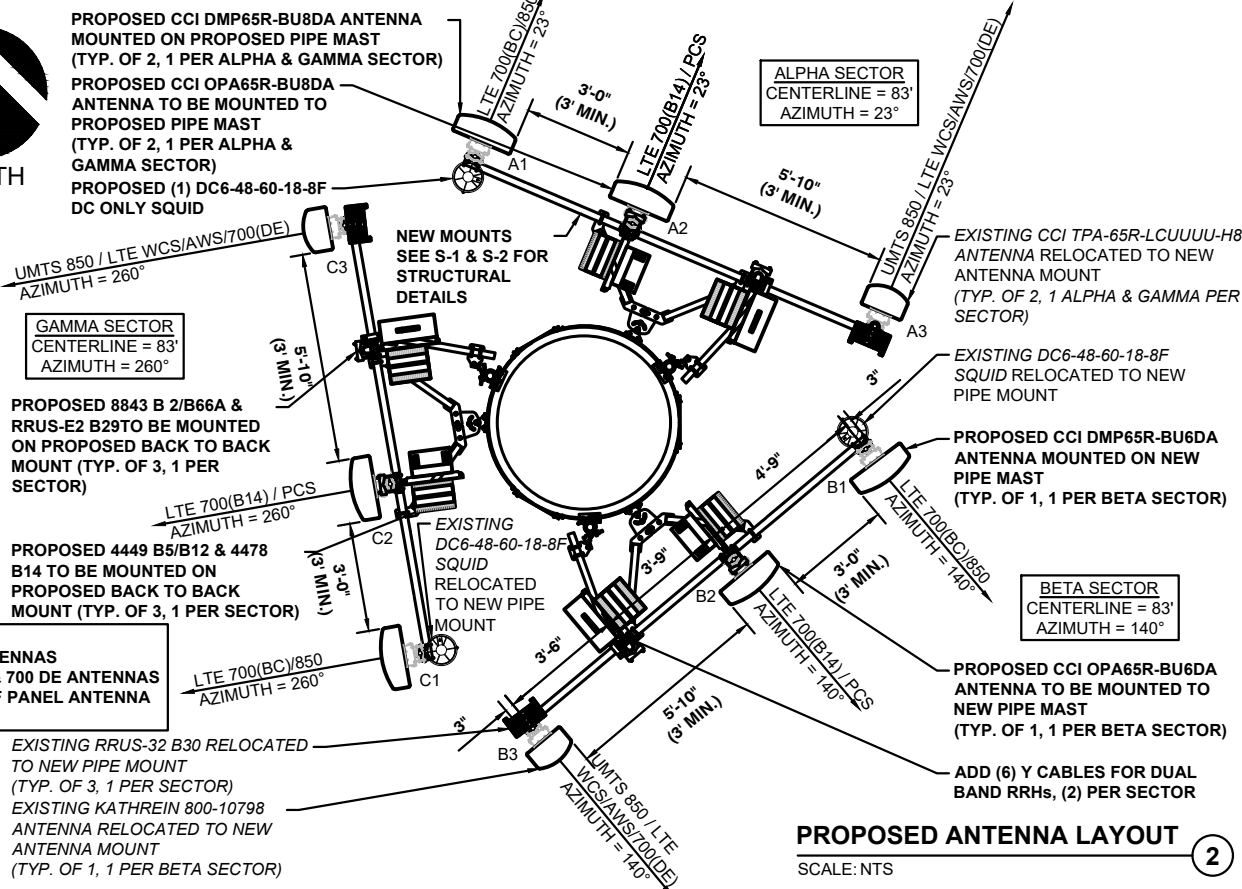 PROPOSED CCI DMP65R-BU8DA ANTENNA
MOUNTED ON PROPOSED PIPE MAST
(TYP. OF 2, 1 PER ALPHA & GAMMA SECTOR)
PROPOSED CCI OPA65R-BU8DA
ANTENNA TO BE MOUNTED TO
PROPOSED PIPE MAST
(TYP. OF 2, 1 PER ALPHA &
GAMMA SECTOR)
PROPOSED (1) DC6-48-60-18-8F
DC ONLY SQUID
TH
LTE 700(BC)/850
AZIMUTH = 23°
3'-0"
(3' MIN.)
LTE 700(B14) / PCS
AZIMUTH = 23°
ALPHA SECTOR
CENTERLINE = 83'
AZIMUTH = 23°
5'-10"
(3' MIN.)
UMTS 850 / LTE WCS/AWS/700(DE)
AZIMUTH = 23°
A1
A2
A3
NEW MOUNTS
SEE S-1 & S-2 FOR
STRUCTURAL
DETAILS
EXISTING CCI TPA-65R-LCUUUU-H8
ANTENNA RELOCATED TO NEW
ANTENNA MOUNT
(TYP. OF 2, 1 ALPHA & GAMMA PER
SECTOR)
EXISTING DC6-48-60-18-8F
SQUID RELOCATED TO NEW
PIPE MOUNT
PROPOSED CCI DMP65R-BU6DA
ANTENNA MOUNTED ON NEW
PIPE MAST
(TYP. OF 1, 1 PER BETA SECTOR)
UMTS 850 / LTE WCS/AWS/700(DE)
AZIMUTH = 260°
C3
GAMMA SECTOR
CENTERLINE = 83'
AZIMUTH = 260°
5'-10"
(3' MIN.)
PROPOSED 8843 B 2/B66A &
RRUS-E2 B29TO BE MOUNTED
ON PROPOSED BACK TO BACK
MOUNT (TYP. OF 3, 1 PER
SECTOR)
LTE 700(B14) / PCS
AZIMUTH = 260°
C2
PROPOSED 4449 B5/B12 & 4478
B14 TO BE MOUNTED ON
PROPOSED BACK TO BACK
MOUNT (TYP. OF 3, 1 PER SECTOR)
3'-0"
(3' MIN.)
EXISTING
DC6-48-60-18-8F
SQUID
RELOCATED
TO NEW PIPE
MOUNT
LTE 700(BC)/850
AZIMUTH = 260°
C1
3"
4'-9"
3'-9"
3'-6"
3"
B1
B2
B3
LTE 700(BC)/850
AZIMUTH = 140°
3'-0"
(3' MIN.)
LTE 700(B14) / PCS
AZIMUTH = 140°
5'-10"
(3' MIN.)
UMTS 850 / LTE
WCS/AWS/700(DE)
AZIMUTH = 140°
BETA SECTOR
CENTERLINE = 83'
AZIMUTH = 140°
PROPOSED CCI OPA65R-BU6DA
ANTENNA TO BE MOUNTED TO
NEW PIPE MAST
(TYP. OF 1, 1 PER BETA SECTOR)
ADD (6) Y CABLES FOR DUAL
BAND RRHs, (2) PER SECTOR
ENNAS
700 DE ANTENNAS
PANEL ANTENNA
EXISTING RRUS-32 B30 RELOCATED
TO NEW PIPE MOUNT
(TYP. OF 3, 1 PER SECTOR)
EXISTING KATHREIN 800-10798
ANTENNA RELOCATED TO NEW
ANTENNA MOUNT
(TYP. OF 1, 1 PER BETA SECTOR)
PROPOSED ANTENNA LAYOUT
SCALE: NTS
2